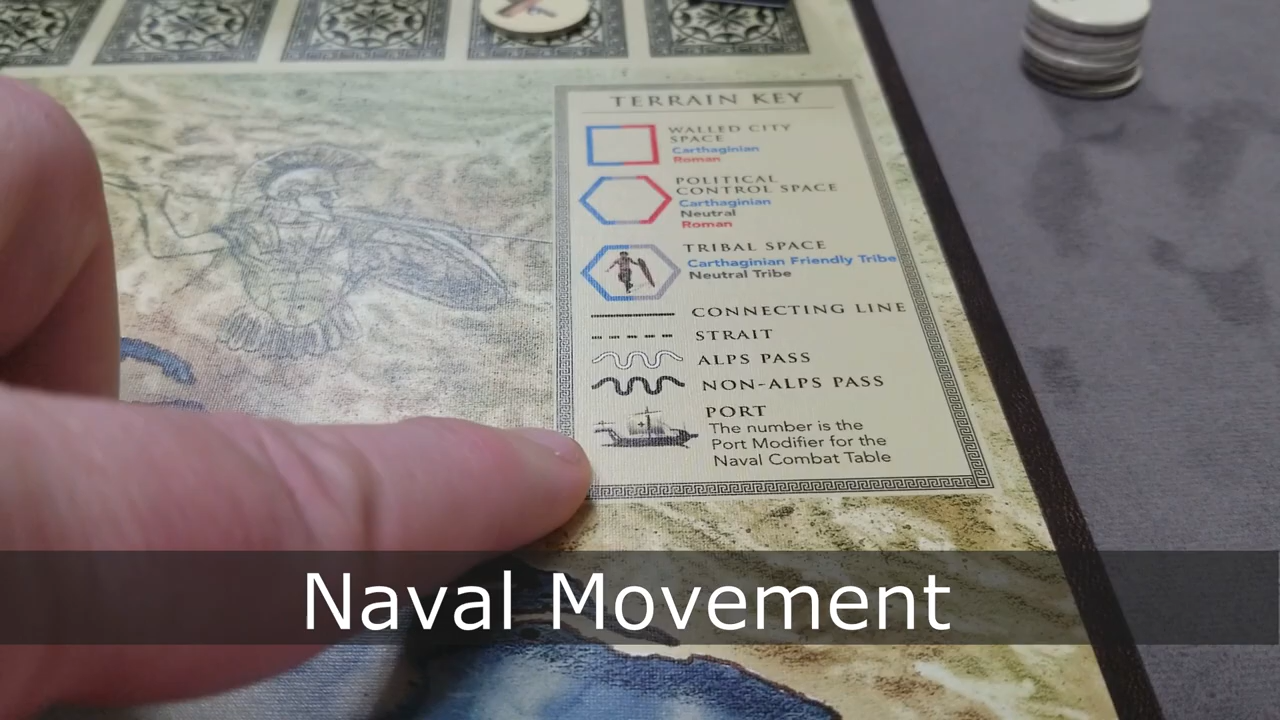 TERRAIN KEY
WALLED CITY
SPACE
Carthaginian
Roman
POLITICAL
CONTROL SPACE
Carthaginian
Neutral
Roman
TRIBAL SPACE
Carthaginian Friendly Tribe
Neutral Tribe
CONNECTING LINE
STRAIT
ALPS PASS
NON-ALPS PASS
PORT
The number is the
Port Modifier for the
Naval Combat Table
Naval Movement